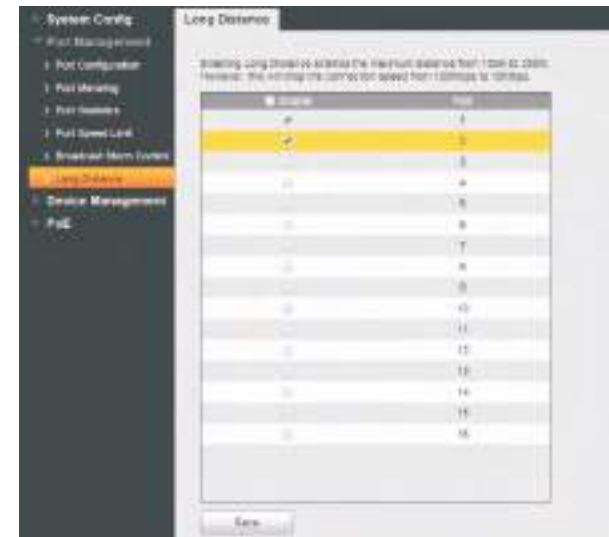 System Config
Port Management
Port Configuration
Port Mirroring
Port Statistics
Port Speed Limit
Broadcast Storm Control
Long Distance
Device Management
PoE
Long Distance
Enabling Long Distance extends the maximum distance from 100m to 250m.
However, this will drop the connection speed from 100Mbps to 10Mbps.
Enable Port
1
2
3
4
5
6
7
8
9
10
11
12
13
14
15
16
Save